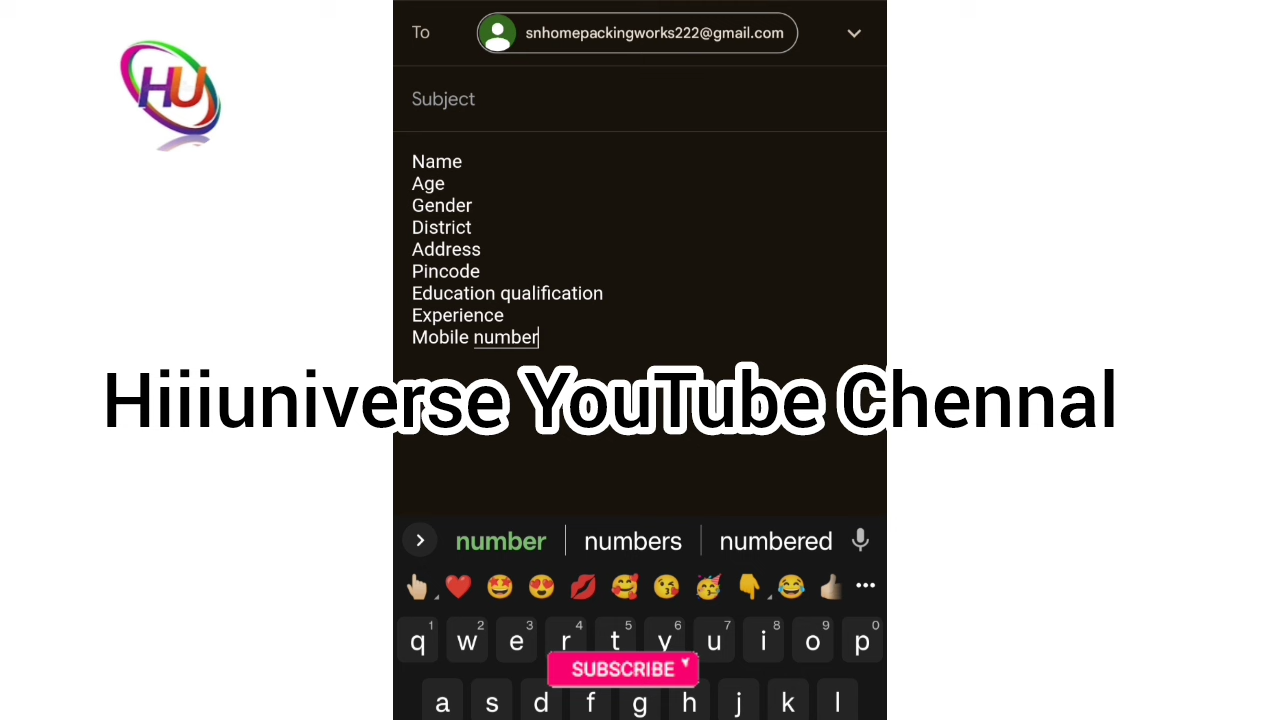 HU
To
snhomepackingworks222@gmail.com
Subject
Name
Age
Gender
District
Address
Pincode
Education qualification
Experience
Mobile number
Hiiiuniverse YouTube Chennal
number numbers numbered
1 2 3 4 5 6 7 8 9 0
q w e r t y u i o p
SUBSCRIBE
a s d f g h j k l